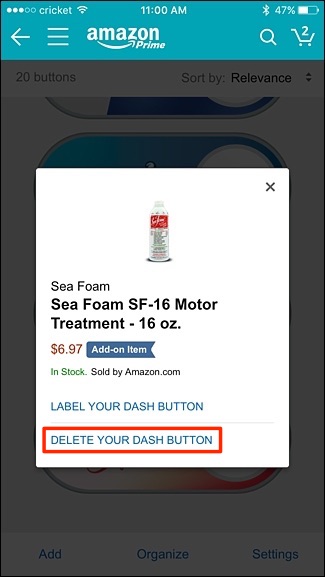 cricket 11:00 AM 47%
amazon 2
Prime
20 buttons Sort by: Relevance
Sea Foam
Sea Foam
Sea Foam SF-16 Motor
Treatment - 16 oz.
$6.97 Add-on Item
In Stock. Sold by Amazon.com
LABEL YOUR DASH BUTTON
DELETE YOUR DASH BUTTON
Add Organize Settings